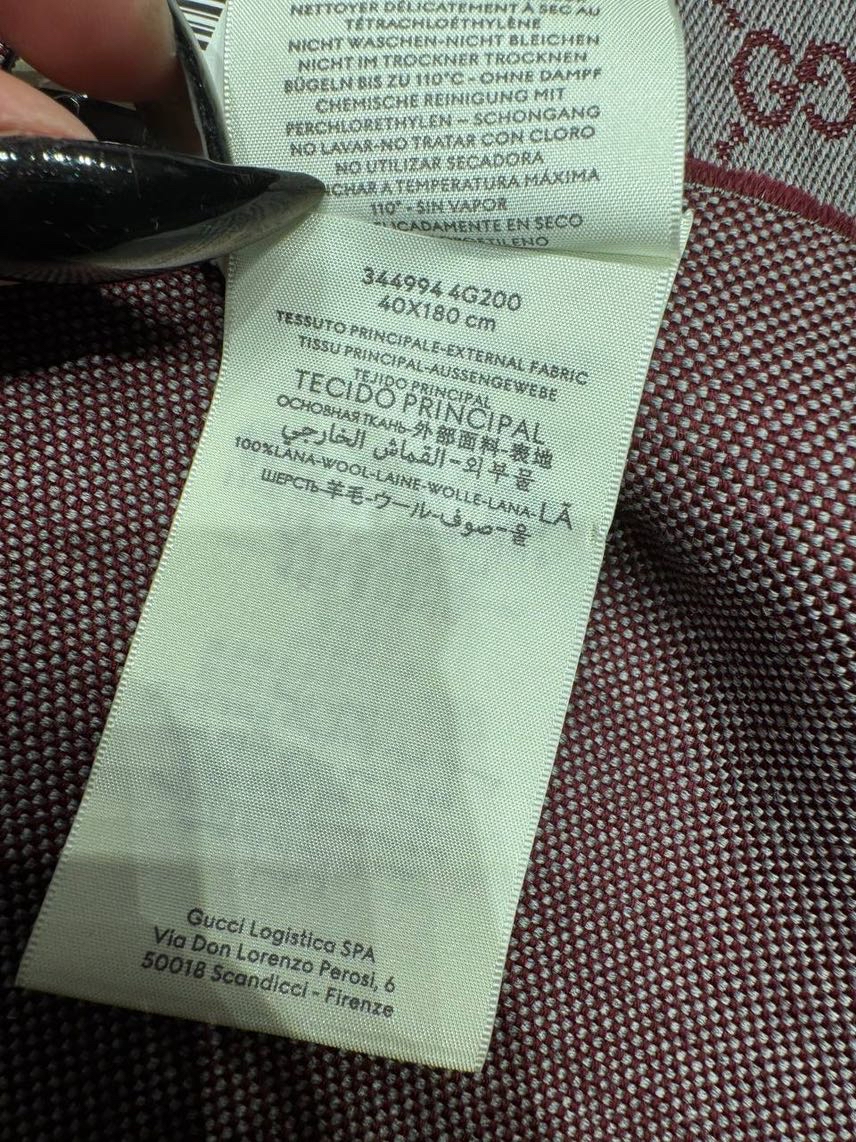 NETTOYER DÉLICATEMENT À SEC AU
TÉTRACHLOÉTHYLÈNE
NICHT WASCHEN-NICHT BLEICHEN
NICHT IM TROCKNER TROCKNEN
BÜGELN BIS ZU 110°C - OHNE DAMPF
CHEMISCHE REINIGUNG MIT
PERCHLORETHYLEN – SCHONGANG
NO LAVAR-NO TRATAR CON CLORO
NO UTILIZAR SECADORA
A TEMPERATURA MÁXIMA
110° - SIN VAPOR
EN SECO
344994 4G200
40X180 cm
TESSUTO PRINCIPALE-EXTERNAL FABRIC
TISSU PRINCIPAL-AUSSENGEWEBE
TEJIDO PRINCIPAL
TECIDO PRINCIPAL
ОСНОВНАЯ ТКАНЬ-外部面料-表地
القماش الخارجي-외부 물
100%LANA-WOOL-LAINE-WOLLE-LANA-LÃ
ШЕРСТЬ-羊毛-ウール-صوف-울
Gucci Logistica SPA
Via Don Lorenzo Perosi, 6
50018 Scandicci - Firenze